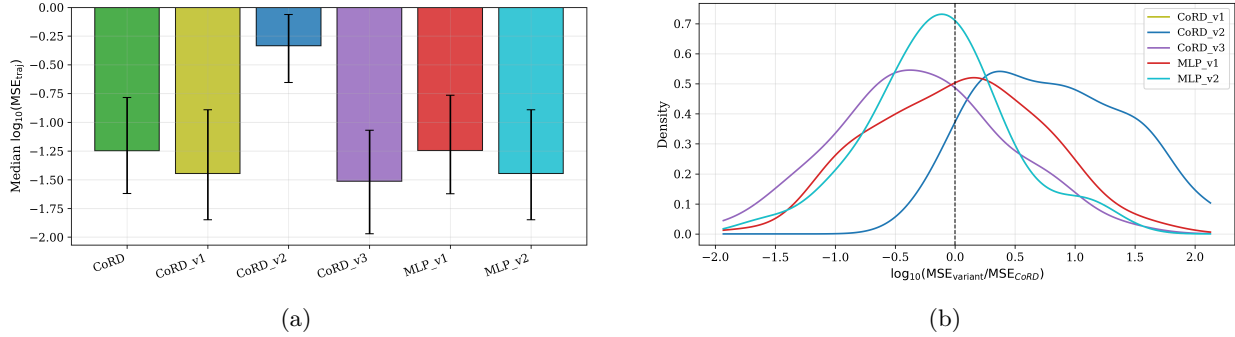 Median log₁₀(MSE_traj)
0.00
−0.25
−0.50
−0.75
−1.00
−1.25
−1.50
−1.75
−2.00
CoRD
CoRD_v1
CoRD_v2
CoRD_v3
MLP_v1
MLP_v2
(a)
Density
0.7
0.6
0.5
0.4
0.3
0.2
0.1
0.0
−2.0 −1.5 −1.0 −0.5 0.0 0.5 1.0 1.5 2.0
log₁₀(MSE_variant/MSE_CoRD)
CoRD_v1
CoRD_v2
CoRD_v3
MLP_v1
MLP_v2
(b)